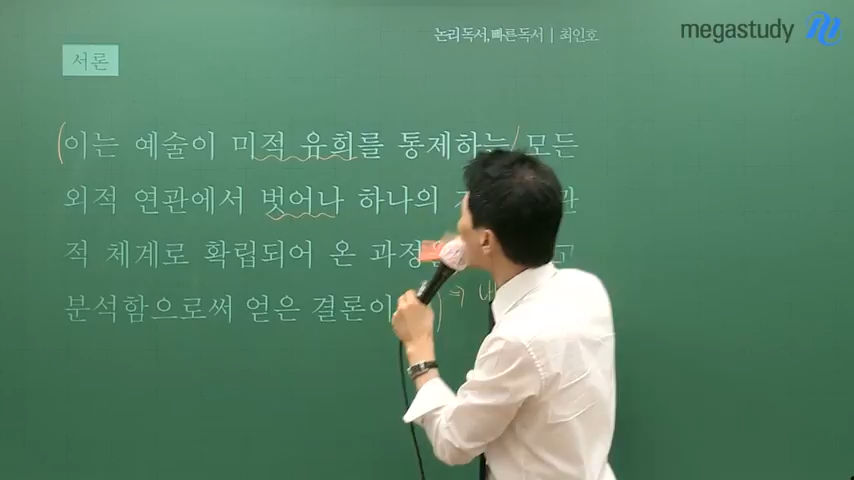 논리독서, 빠른독서 | 최인호
megastudy
서론
이는 예술이 미적 유희를 통제하는 모든
외적 연관에서 벗어나 하나의
적 체계로 확립되어 온 과정
분석함으로써 얻은 결론이